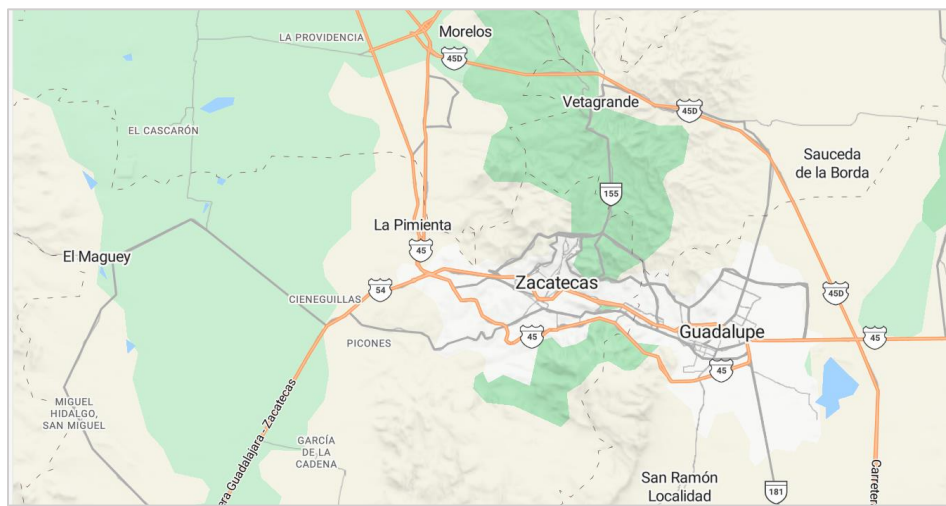 Morelos
LA PROVIDENCIA
45D
Vetagrande
45D
EL CASCARÓN
Sauceda
de la Borda
155
La Pimienta
45
El Maguey
Zacatecas
54
CIENEGUILLAS
45D
Guadalupe
45
PICONES
45
45
MIGUEL
HIDALGO,
SAN MIGUEL
era Guadalajara - Zacatecas
GARCÍA
DE LA
CADENA
San Ramón
Localidad
181
Carreter